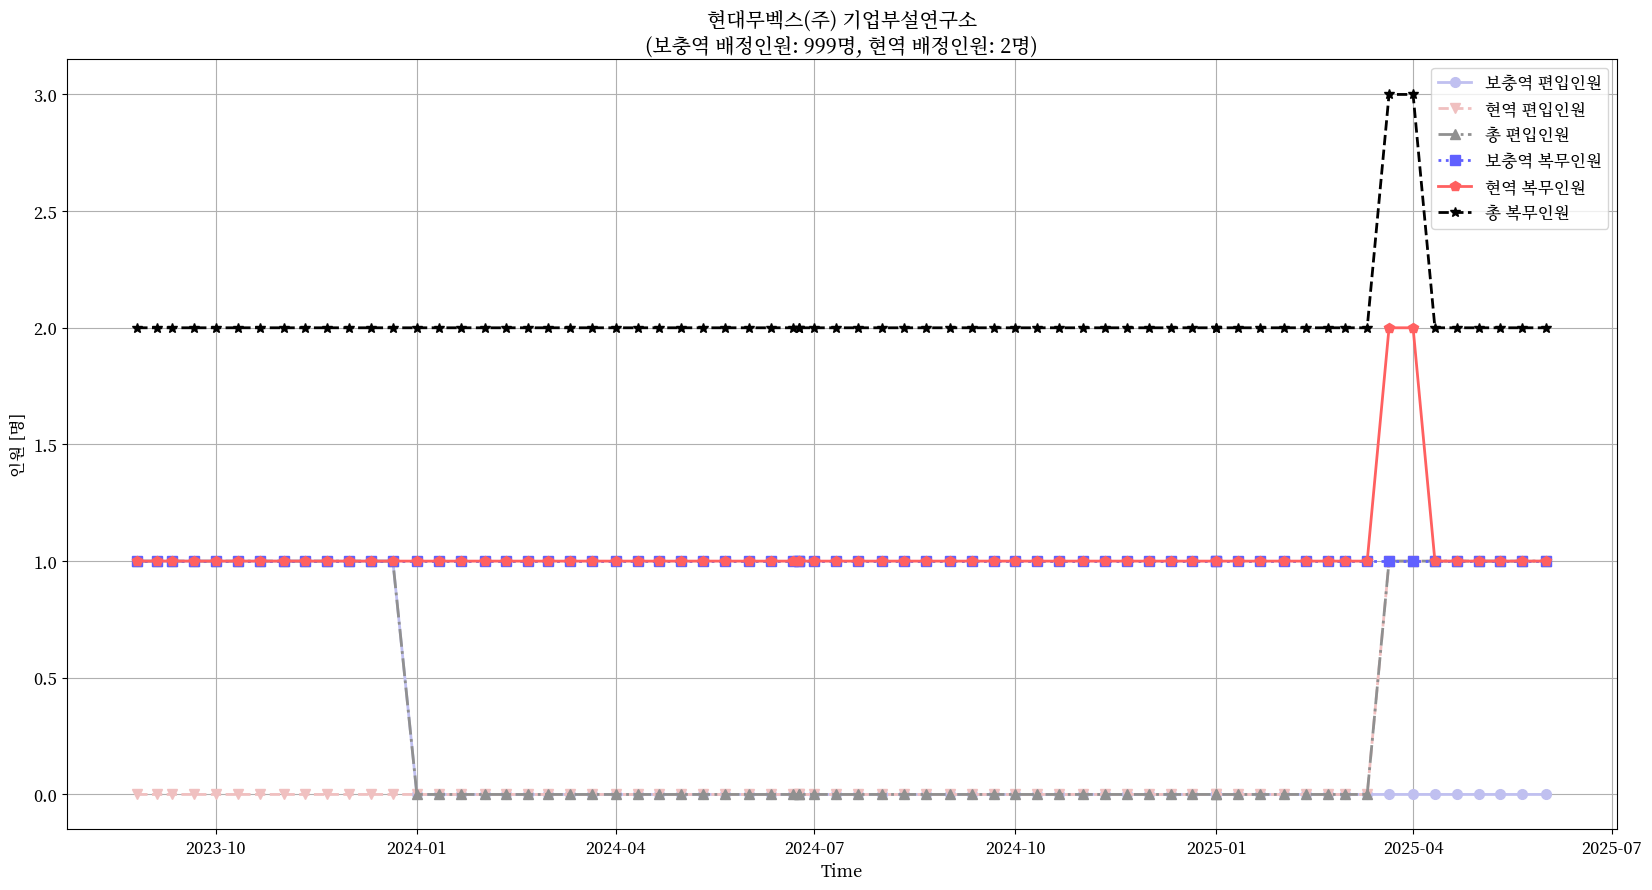 현대무벡스(주) 기업부설연구소
(보충역 배정인원: 999명, 현역 배정인원: 2명)
보충역 편입인원
현역 편입인원
총 편입인원
보충역 복무인원
현역 복무인원
총 복무인원
인원 [명]
3.0
2.5
2.0
1.5
1.0
0.5
0.0
2023-10
2024-01
2024-04
2024-07
2024-10
2025-01
2025-04
2025-07
Time